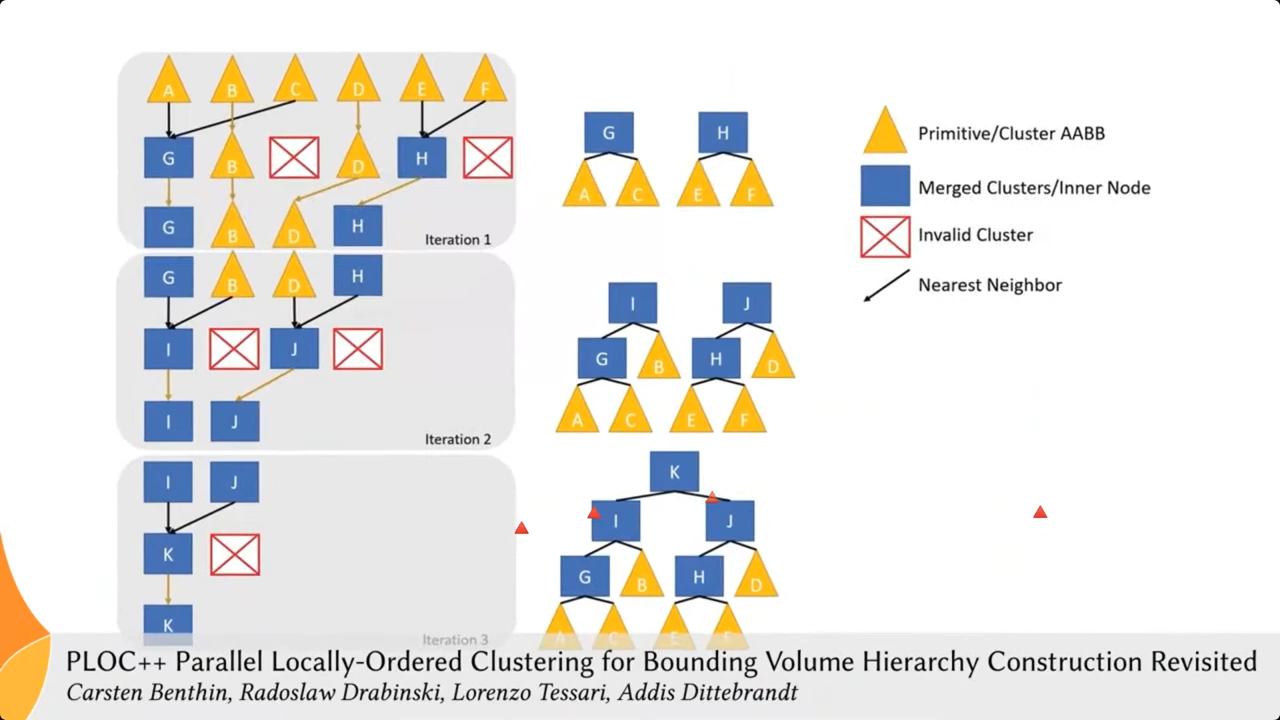 A B C D E F
G B D H
G B D H
Iteration 1
G B D H
I J
I J
Iteration 2
I J
K
K
Iteration 3
G H
A C E F
I J
G B H D
A C E F
K
I J
G B H D
A C E F
Primitive/Cluster AABB
Merged Clusters/Inner Node
Invalid Cluster
Nearest Neighbor
PLOC++ Parallel Locally-Ordered Clustering for Bounding Volume Hierarchy Construction Revisited
Carsten Benthin, Radoslaw Drabinski, Lorenzo Tessari, Addis Dittebrandt